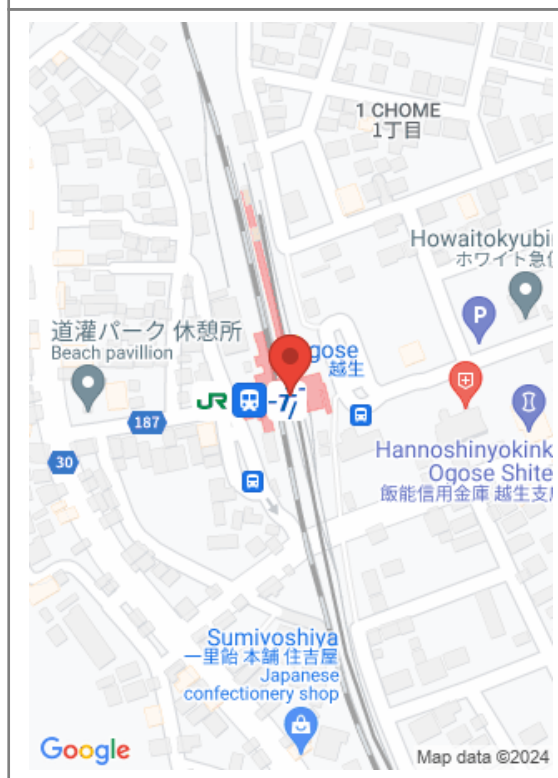 1 CHOME
1丁目
Howaitokyubi
ホワイト急
P
道灌パーク 休憩所
Beach pavillion
gose
越生
JR
187
30
Hannoshinyokink
Ogose Shite
飯能信用金庫 越生支
Sumiyoshiya
一里飴 本舗 住吉屋
Japanese
confectionery shop
Google
Map data ©2024